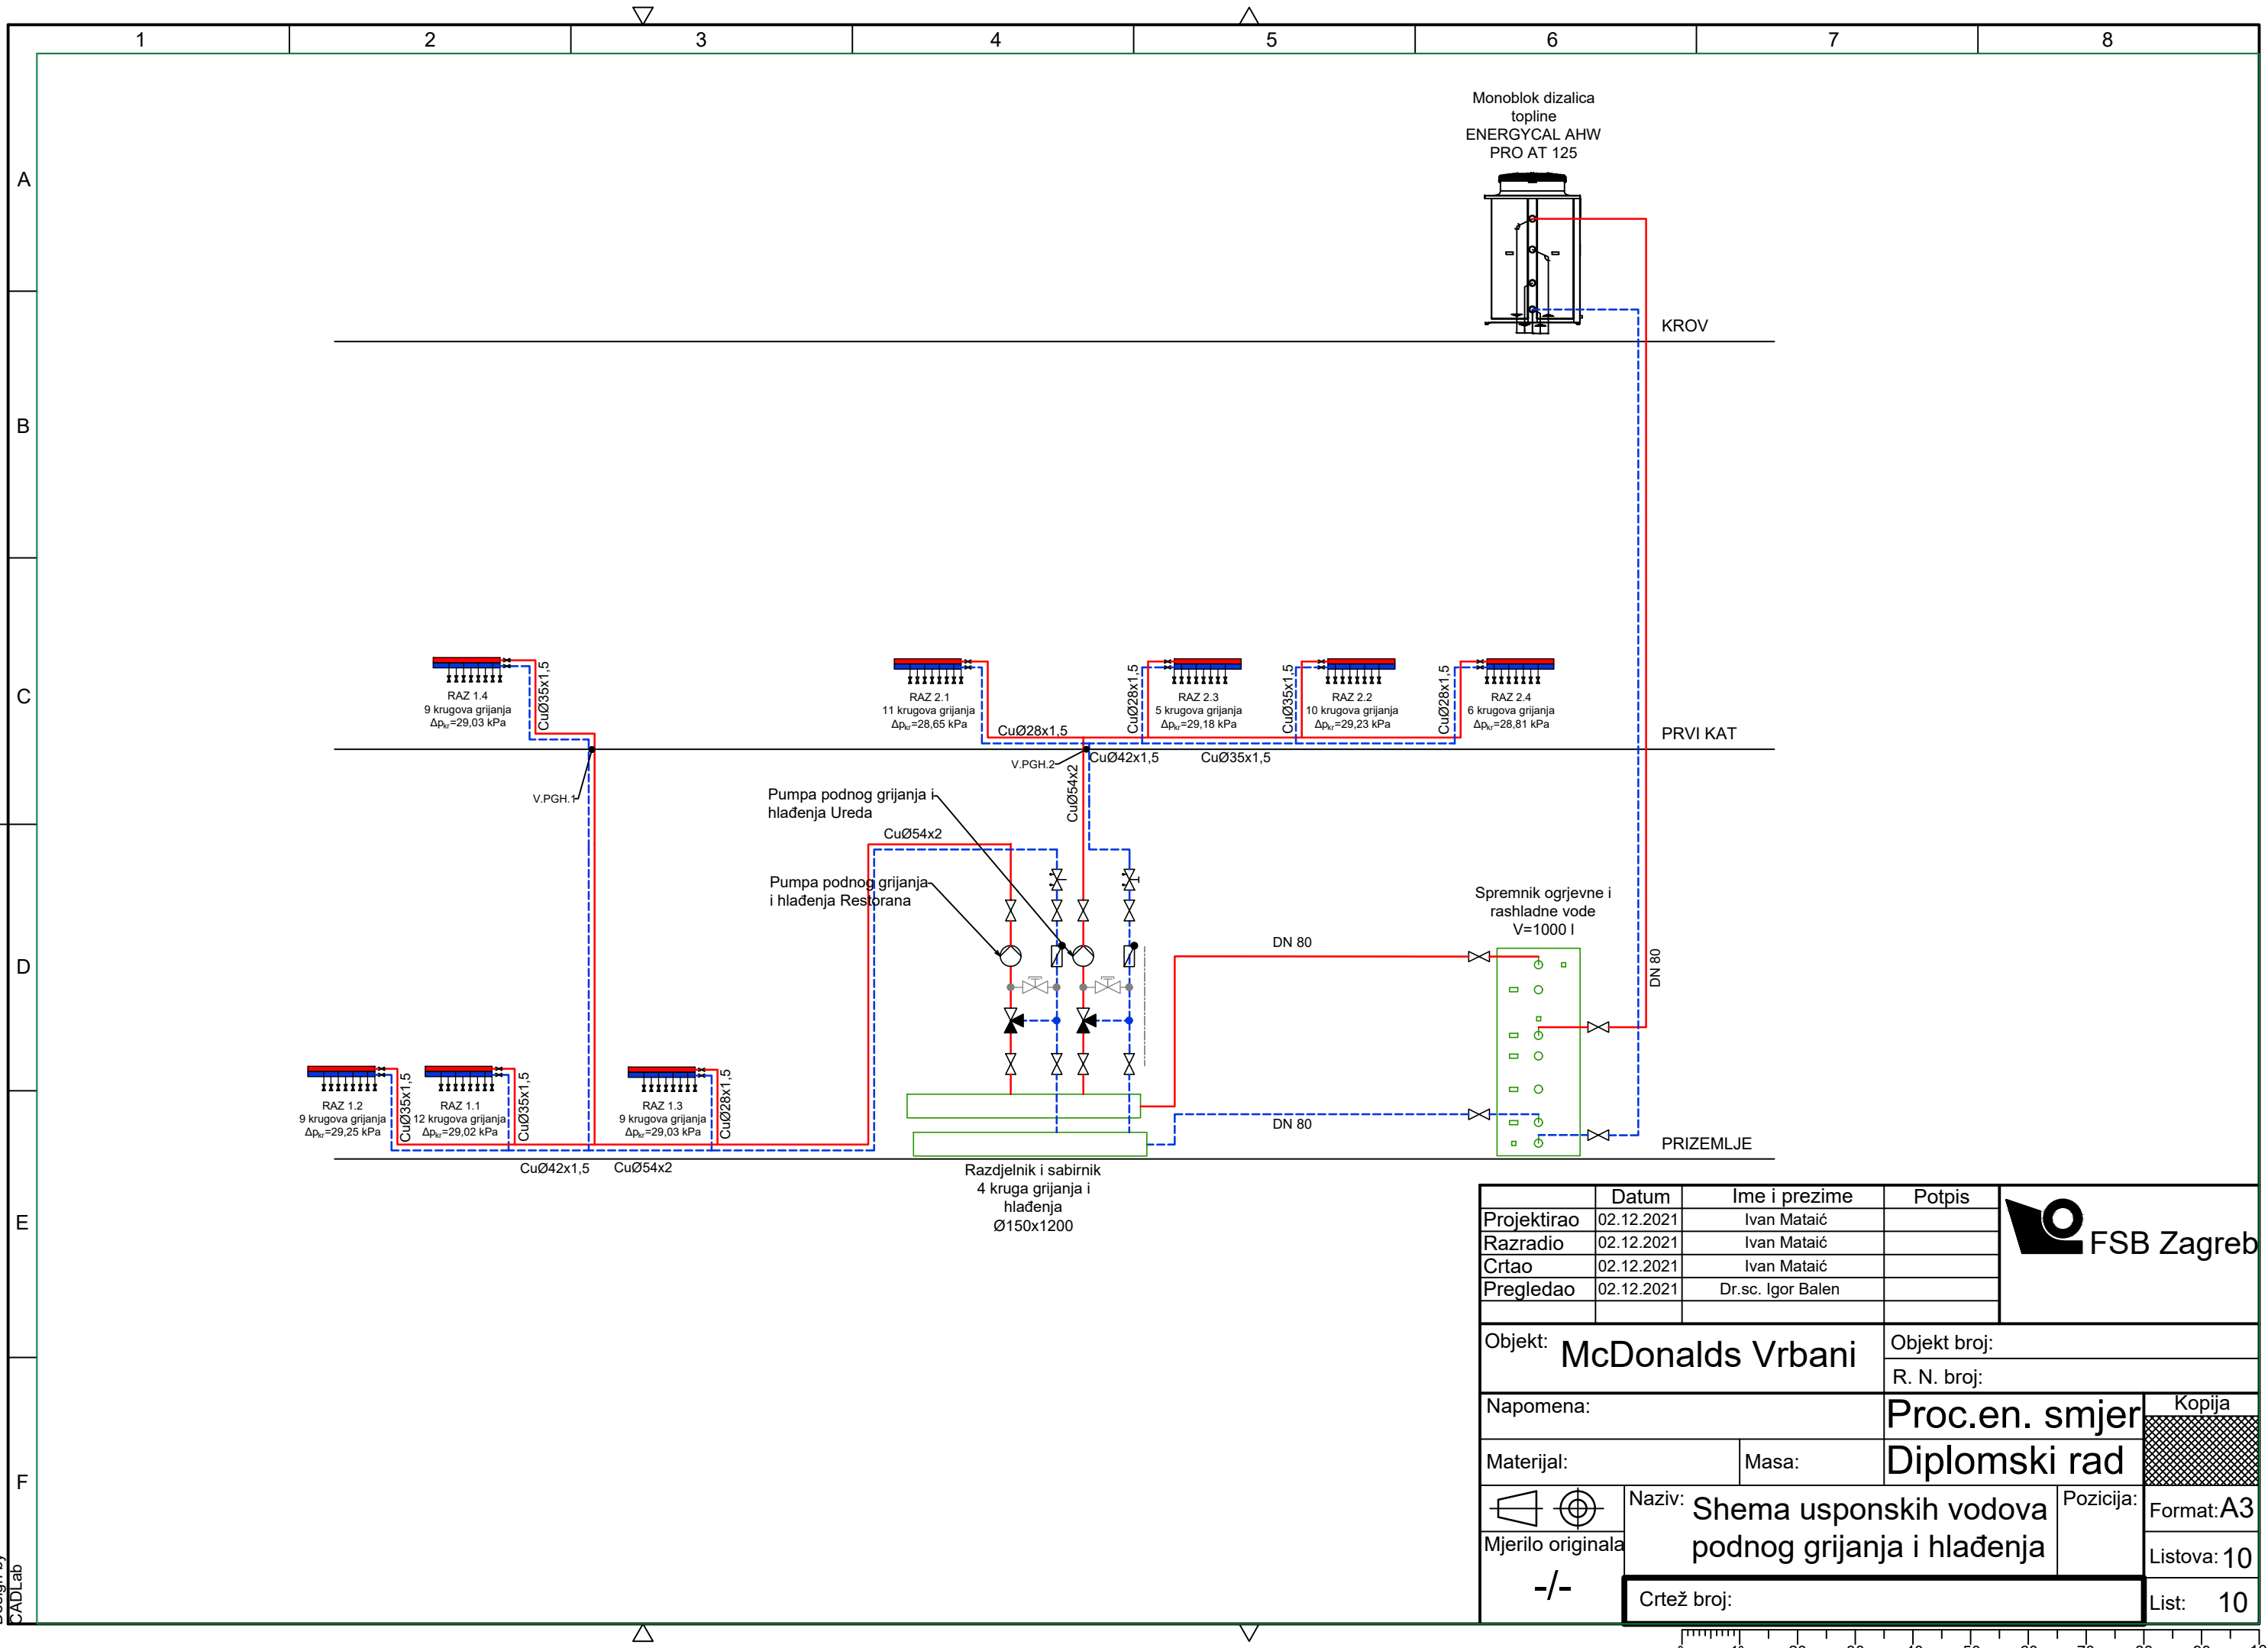 1 2 3 4 5 6 7 8
A
B
C
D
E
F
Monoblok dizalica
topline
ENERGYCAL AHW
PRO AT 125
KROV
CuØ35x1,5
RAZ 1.4
9 krugova grijanja
Δpkr=29,03 kPa
RAZ 2.1
11 krugova grijanja
Δpkr=28,65 kPa
CuØ28x1,5
RAZ 2.3
5 krugova grijanja
Δpkr=29,18 kPa
CuØ35x1,5
RAZ 2.2
10 krugova grijanja
Δpkr=29,23 kPa
CuØ28x1,5
RAZ 2.4
6 krugova grijanja
Δpkr=28,81 kPa
CuØ28x1,5
PRVI KAT
V.PGH.2
CuØ42x1,5
CuØ35x1,5
CuØ54x2
V.PGH.1
Pumpa podnog grijanja i
hlađenja Ureda
CuØ54x2
Pumpa podnog grijanja
i hlađenja Restorana
Spremnik ogrjevne i
rashladne vode
V=1000 l
DN 80
DN 80
DN 80
RAZ 1.2
9 krugova grijanja
Δpkr=29,25 kPa
CuØ35x1,5
RAZ 1.1
12 krugova grijanja
Δpkr=29,02 kPa
CuØ35x1,5
RAZ 1.3
9 krugova grijanja
Δpkr=29,03 kPa
CuØ28x1,5
PRIZEMLJE
CuØ42x1,5
CuØ54x2
Razdjelnik i sabirnik
4 kruga grijanja i
hlađenja
Ø150x1200
Datum Ime i prezime Potpis
Projektirao 02.12.2021 Ivan Mataić
Razradio 02.12.2021 Ivan Mataić
Crtao 02.12.2021 Ivan Mataić
Pregledao 02.12.2021 Dr.sc. Igor Balen
FSB Zagreb
Objekt: McDonalds Vrbani
Objekt broj:
R. N. broj:
Napomena:
Proc.en. smjer
Kopija
Materijal:
Masa:
Diplomski rad
Naziv: Shema usponskih vodova
podnog grijanja i hlađenja
Pozicija:
Format: A3
Mjerilo originala
-/-
Listova: 10
Crtež broj:
List: 10
CADLab